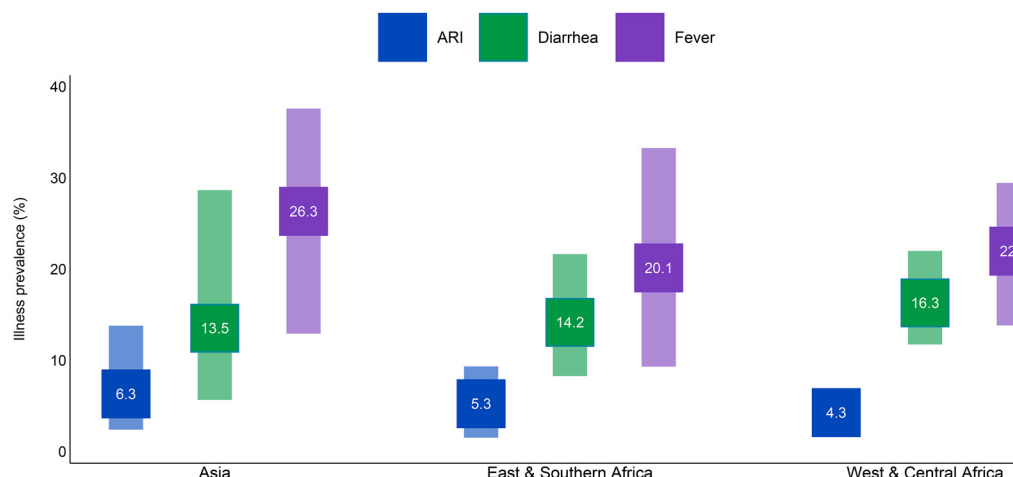 ARI Diarrhea Fever
Illness prevalence (%)
40
30
20
10
0
6.3 13.5 26.3
5.3 14.2 20.1
4.3 16.3 22
Asia East & Southern Africa West & Central Africa